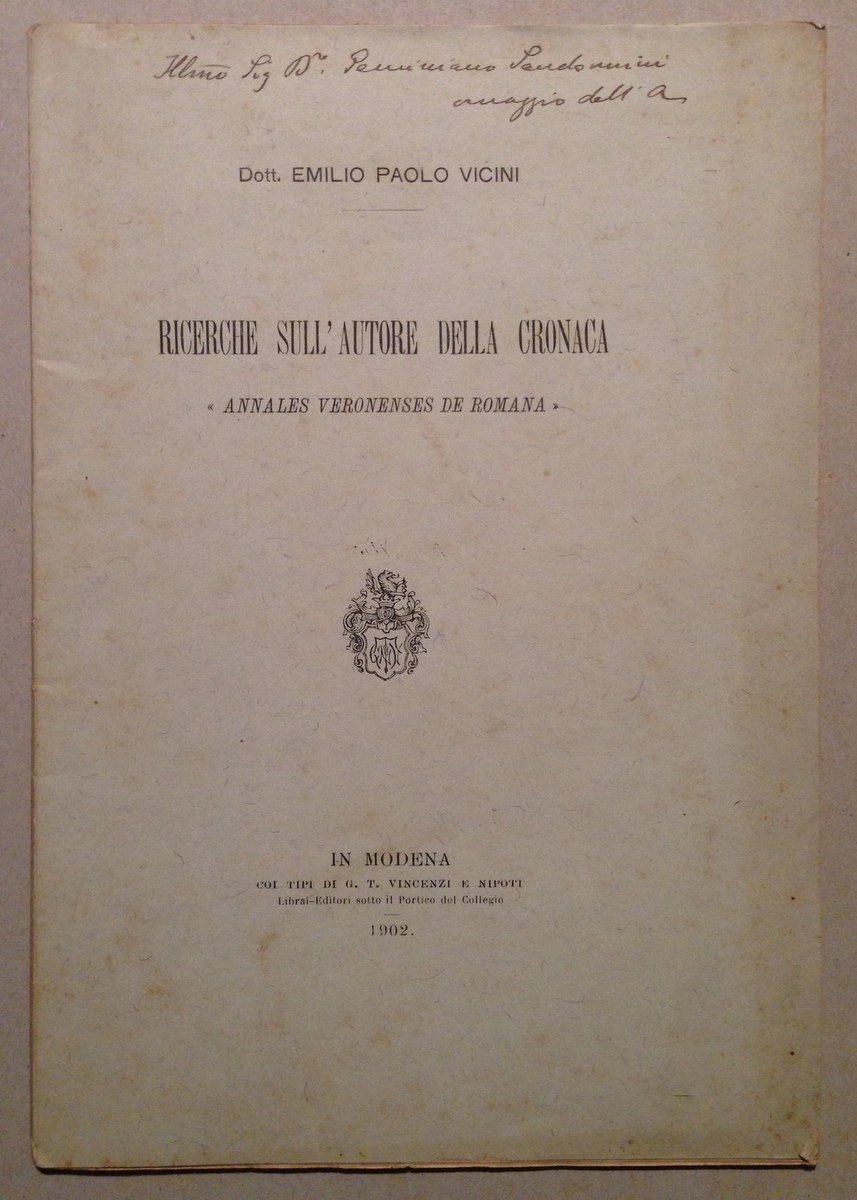 Illmo Sig Dr. Geminiano Sandonnini
omaggio dell' A
Dott. EMILIO PAOLO VICINI
RICERCHE SULL' AUTORE DELLA CRONACA
« ANNALES VERONENSES DE ROMANA »
IN MODENA
COI TIPI DI G. T. VINCENZI E NIPOTI
Librai-Editori sotto il Portico del Collegio
1902.